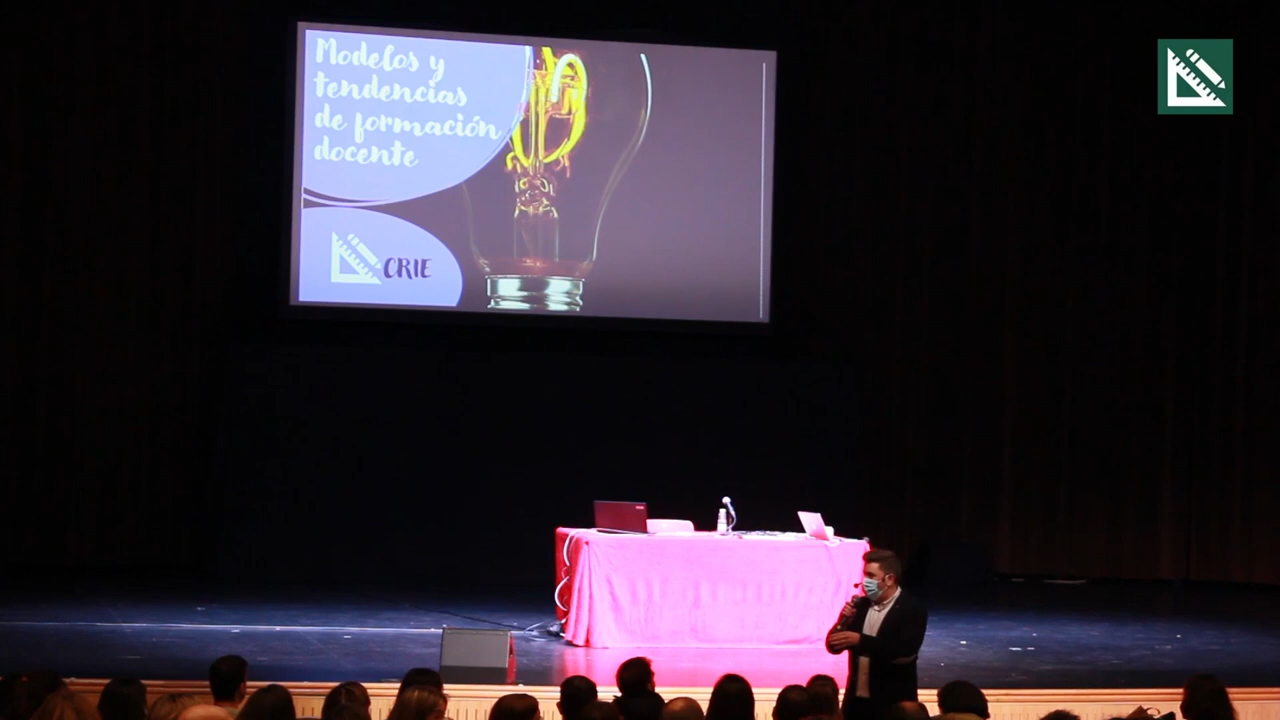 Modelos y
tendencias
de formación
docente
CRIE